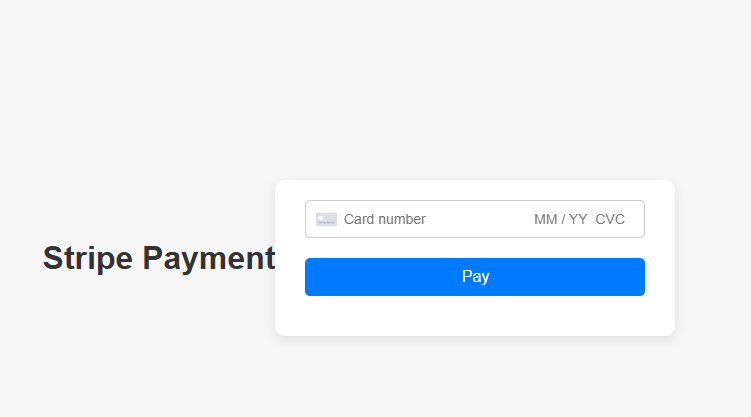 Card number MM / YY CVC
Stripe Payment
Pay